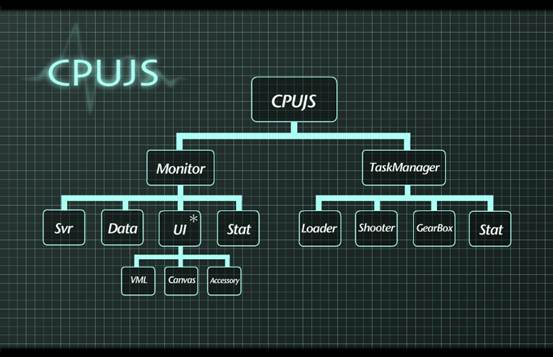 CPUJS
CPUJS
Monitor
TaskManager
Svr
Data
UI*
Stat
Loader
Shooter
GearBox
Stat
VML
Canvas
Accessory